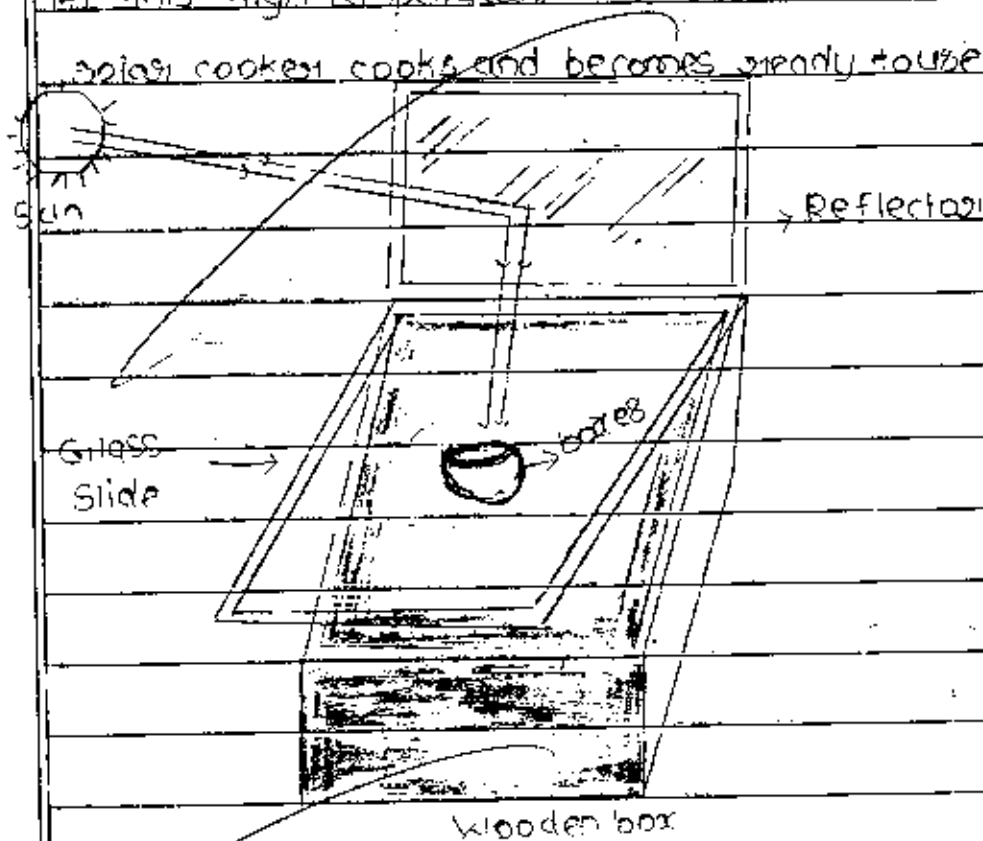 solar cooker cooks and becomes ready to use
Sun
Reflector
Glass
Slide
Wooden box